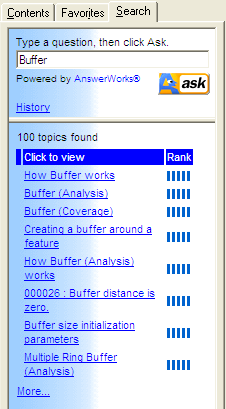 Contents Favorites Search
Type a question, then click Ask.
Buffer
Powered by AnswerWorks®
ask
History
100 topics found
Click to view Rank
How Buffer works
Buffer (Analysis)
Buffer (Coverage)
Creating a buffer around a
feature
How Buffer (Analysis)
works
000026 : Buffer distance is
zero.
Buffer size initialization
parameters
Multiple Ring Buffer
(Analysis)
More...